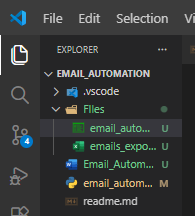 File Edit Selection
EXPLORER
EMAIL_AUTOMATION
.vscode
FIles
email_auto... U
emails_expo... U
Email_Autom... U
email_autom... M
readme.md
4